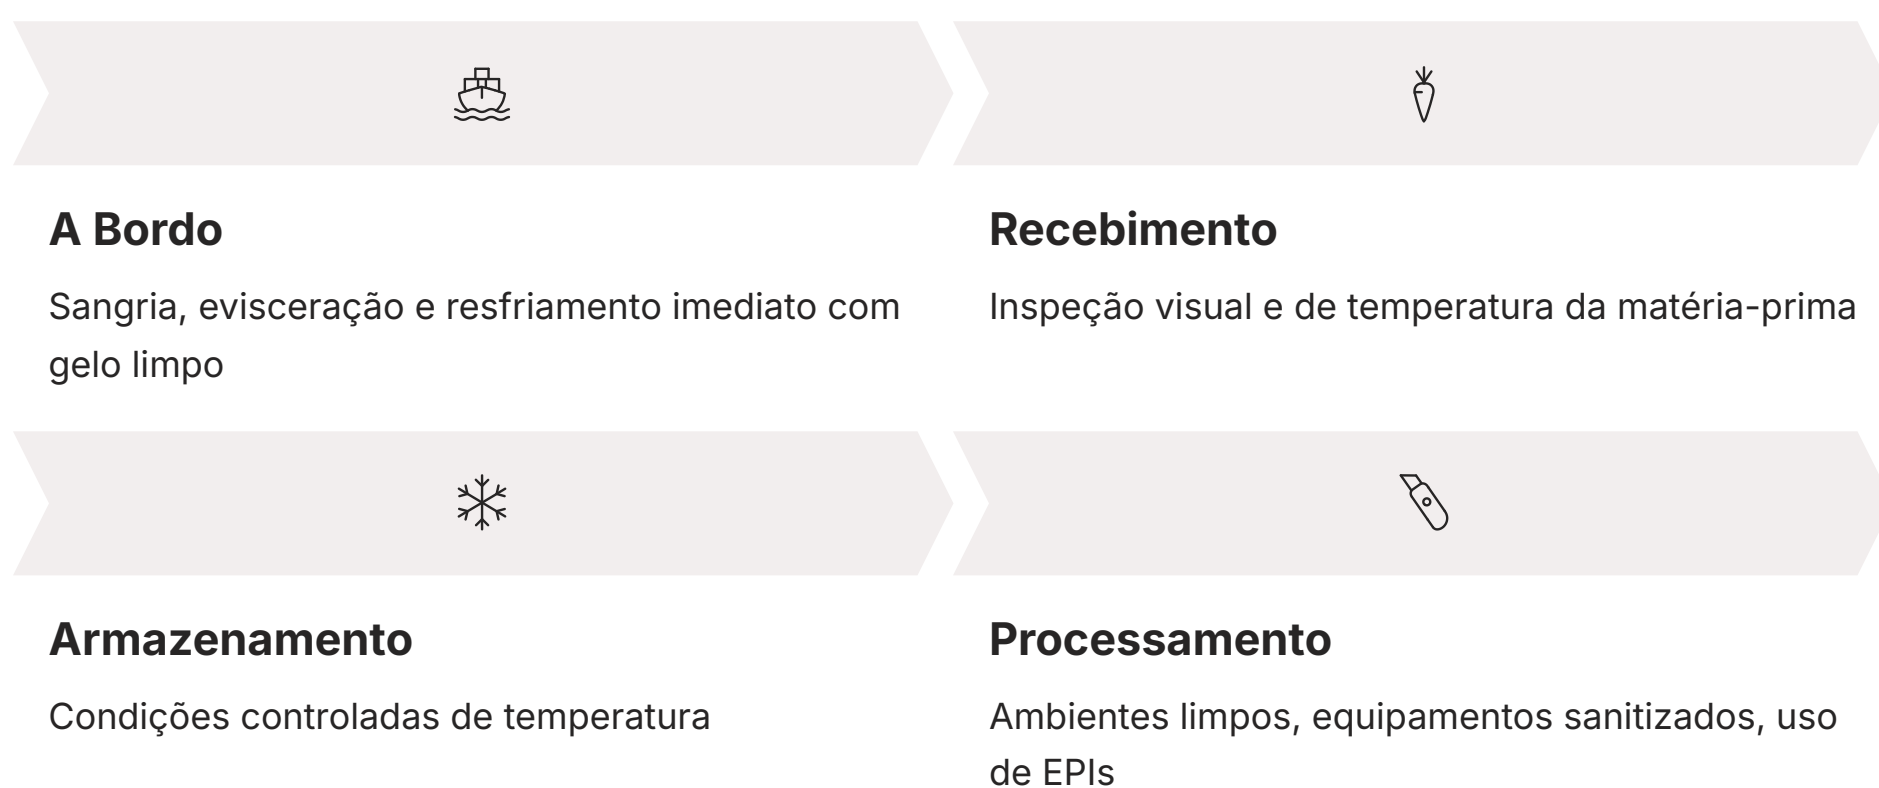 A Bordo
Sangria, evisceração e resfriamento imediato com
gelo limpo
Recebimento
Inspeção visual e de temperatura da matéria-prima
Armazenamento
Condições controladas de temperatura
Processamento
Ambientes limpos, equipamentos sanitizados, uso
de EPIs